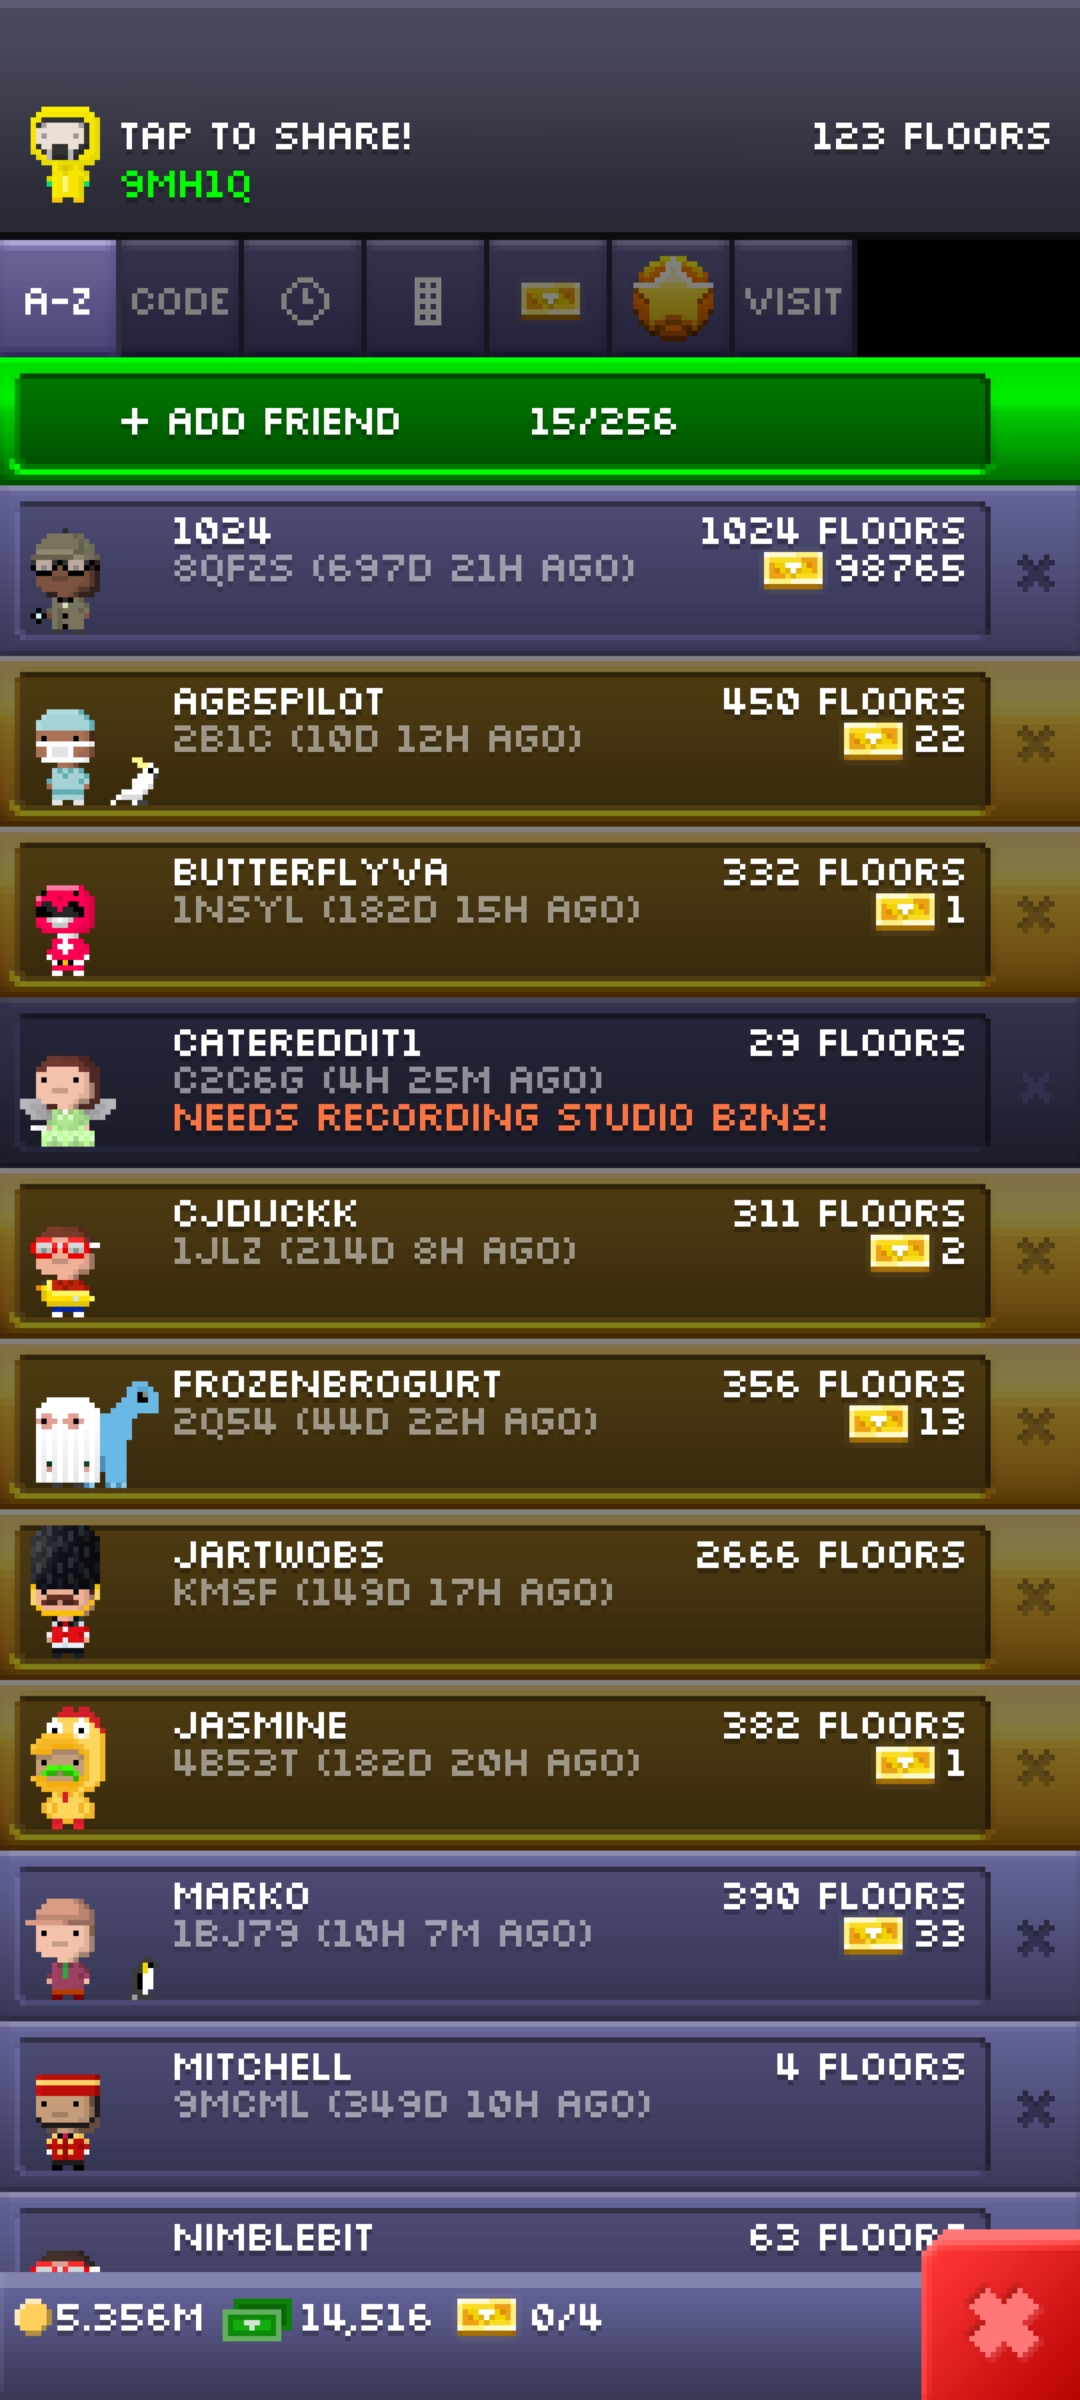 TAP TO SHARE! 123 FLOORS
9MH1Q
A-Z CODE VISIT
+ ADD FRIEND 15/256
1024 1024 FLOORS
8QFZS (697D 21H AGO) 98765
AGB5PILOT 450 FLOORS
2B1C (10D 12H AGO) 22
BUTTERFLYVA 332 FLOORS
1NSYL (182D 15H AGO) 1
CATEREDDIT1 29 FLOORS
C2C6G (4H 25M AGO)
NEEDS RECORDING STUDIO BZNS!
CJDUCKK 311 FLOORS
1JLZ (214D 8H AGO) 2
FROZENBROGURT 356 FLOORS
2Q54 (44D 22H AGO) 13
JARTWOBS 2666 FLOORS
KMSF (149D 17H AGO)
JASMINE 382 FLOORS
4B53T (182D 20H AGO) 1
MARKO 390 FLOORS
1BJ79 (10H 7M AGO) 33
MITCHELL 4 FLOORS
9MCML (349D 10H AGO)
NIMBLEBIT 63 FLOORS
5.356M 14,516 0/4